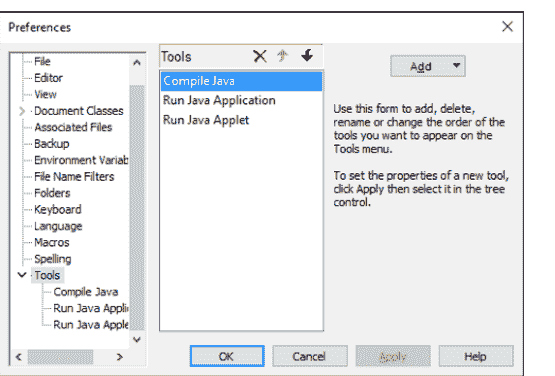 Preferences
File
Editor
View
Document Classes
Associated Files
Backup
Environment Variab
File Name Filters
Folders
Keyboard
Language
Macros
Spelling
Tools
Compile Java
Run Java Appli
Run Java Apple
Tools
Compile Java
Run Java Application
Run Java Applet
Add
Use this form to add, delete,
rename or change the order of the
tools you want to appear on the
Tools menu.
To set the properties of a new tool,
click Apply then select it in the tree
control.
OK
Cancel
Apply
Help